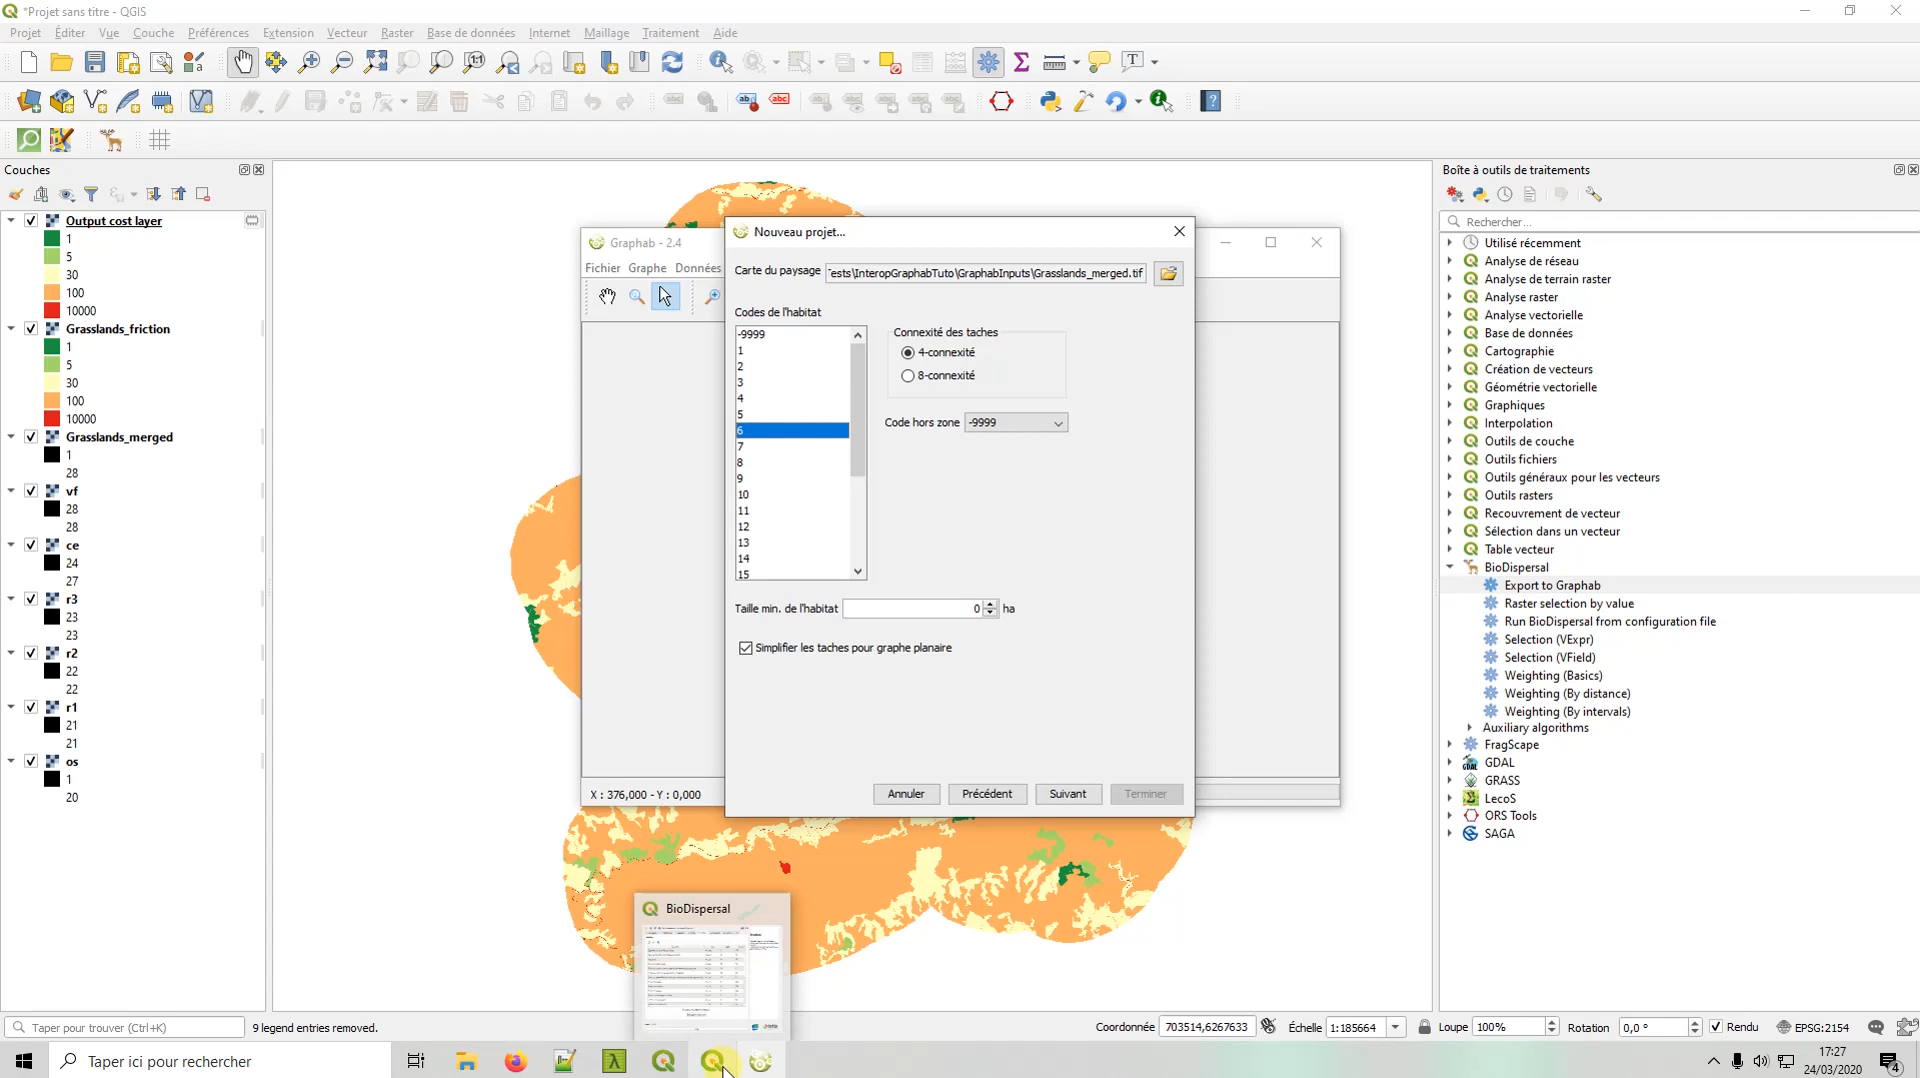 *Projet sans titre - QGIS
Projet Éditer Vue Couche Préférences Extension Vecteur Raster Base de données Internet Maillage Traitement Aide
Couches
Output cost layer
1
5
30
100
10000
Grasslands_friction
1
5
30
100
10000
Grasslands_merged
1
28
vf
28
28
ce
24
27
r3
23
23
r2
22
22
r1
21
21
os
1
20
Graphab - 2.4
Fichier Graphe Données
X : 376,000 - Y : 0,000
Nouveau projet...
Carte du paysage
ests\InteropGraphabTuto\GraphabInputs\Grasslands_merged.tif
Codes de l'habitat
-9999
1
2
3
4
5
6
7
8
9
10
11
12
13
14
15
Connexité des taches
4-connexité
8-connexité
Code hors zone -9999
Taille min. de l'habitat 0 ha
Simplifier les taches pour graphe planaire
Annuler Précédent Suivant Terminer
Boîte à outils de traitements
Rechercher...
Utilisé récemment
Analyse de réseau
Analyse de terrain raster
Analyse raster
Analyse vectorielle
Base de données
Cartographie
Création de vecteurs
Géométrie vectorielle
Graphiques
Interpolation
Outils de couche
Outils fichiers
Outils généraux pour les vecteurs
Outils rasters
Recouvrement de vecteur
Sélection dans un vecteur
Table vecteur
BioDispersal
Export to Graphab
Raster selection by value
Run BioDispersal from configuration file
Selection (VExpr)
Selection (VField)
Weighting (Basics)
Weighting (By distance)
Weighting (By intervals)
Auxiliary algorithms
FragScape
GDAL
GRASS
LecoS
ORS Tools
SAGA
BioDispersal
Taper pour trouver (Ctrl+K) 9 legend entries removed.
Coordonnée 703514,6267633 Échelle 1:185664 Loupe 100% Rotation 0,0 ° Rendu EPSG:2154
Taper ici pour rechercher
17:27
24/03/2020
4